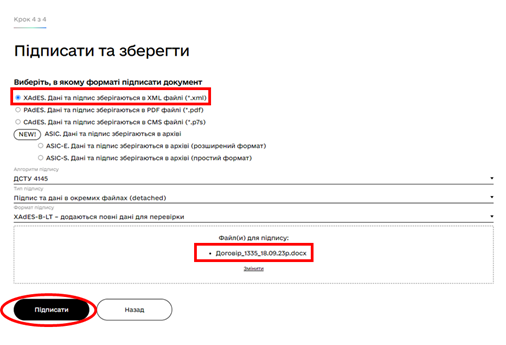 Крок 4 з 4
Підписати та зберегти
Виберіть, в якому форматі підписати документ
XAdES. Дані та підпис зберігаються в XML файлі (*.xml)
PAdES. Дані та підпис зберігаються в PDF файлі (*.pdf)
CAdES. Дані та підпис зберігаються в CMS файлі (*.p7s)
NEW! ASIC. Дані та підпис зберігаються в архіві
ASIC-E. Дані та підпис зберігаються в архіві (розширений формат)
ASIC-S. Дані та підпис зберігаються в архіві (простий формат)
Алгоритм підпису
ДСТУ 4145
Тип підпису
Підпис та дані в окремих файлах (detached)
Формат підпису
XAdES-B-LT – додаються повні дані для перевірки
Файл(и) для підпису:
• Договір_1335_18.09.23р.docx
Змінити
Підписати Назад